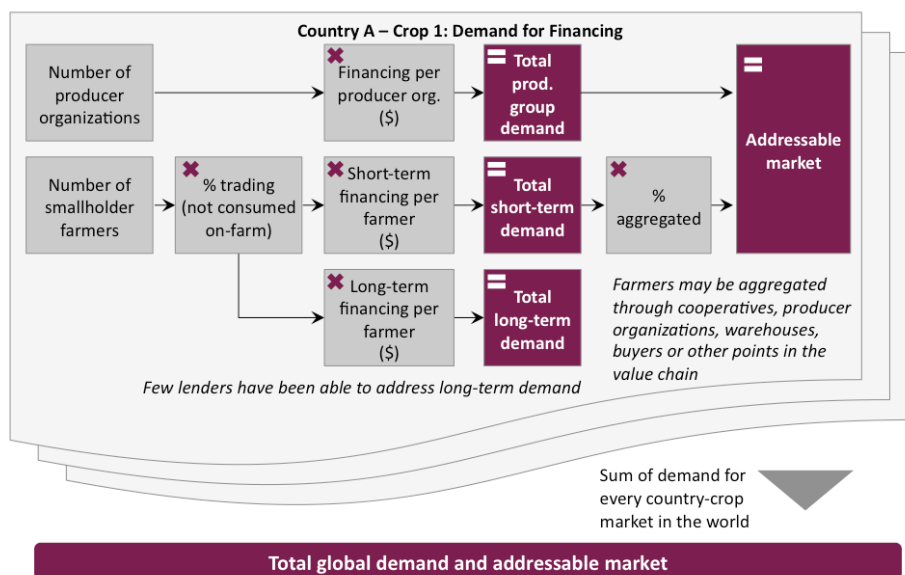 Country A – Crop 1: Demand for Financing
Number of
producer
organizations
Financing per
producer org.
($)
Total
prod.
group
demand
Addressable
market
Number of
smallholder
farmers
% trading
(not consumed
on-farm)
Short-term
financing per
farmer
($)
Total
short-term
demand
%
aggregated
Long-term
financing per
farmer
($)
Total
long-term
demand
Farmers may be aggregated
through cooperatives, producer
organizations, warehouses,
buyers or other points in the
value chain
Few lenders have been able to address long-term demand
Sum of demand for
every country-crop
market in the world
Total global demand and addressable market